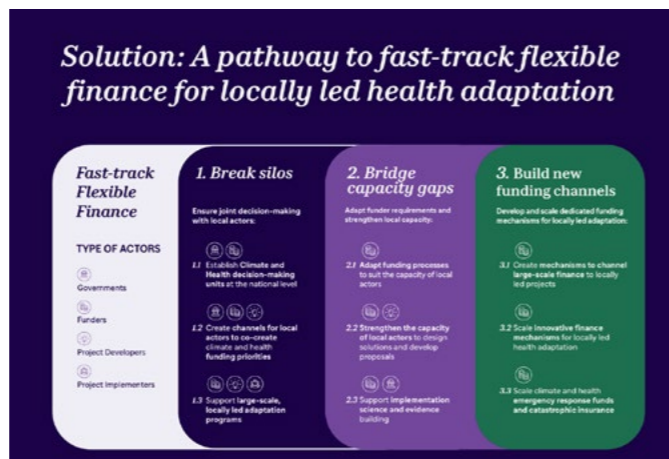 Solution: A pathway to fast-track flexible
finance for locally led health adaptation
Fast-track
Flexible
Finance
TYPE OF ACTORS
Governments
Funders
Project Developers
Project Implementers
1. Break silos
Ensure joint decision-making
with local actors:
1.1 Establish Climate and
Health decision-making
units at the national level
1.2 Create channels for local
actors to co-create
climate and health
funding priorities
1.3 Support large-scale,
locally led adaptation
programs
2. Bridge
capacity gaps
Adapt funder requirements and
strengthen local capacity:
2.1 Adapt funding processes
to suit the capacity of local
actors
2.2 Strengthen the capacity
of local actors to design
solutions and develop
proposals
2.3 Support implementation
science and evidence
building
3. Build new
funding channels
Develop and scale dedicated funding
mechanisms for locally led adaptation:
3.1 Create mechanisms to channel
large-scale finance to locally
led projects
3.2 Scale innovative finance
mechanisms for locally led
health adaptation
3.3 Scale climate and health
emergency response funds
and catastrophic insurance